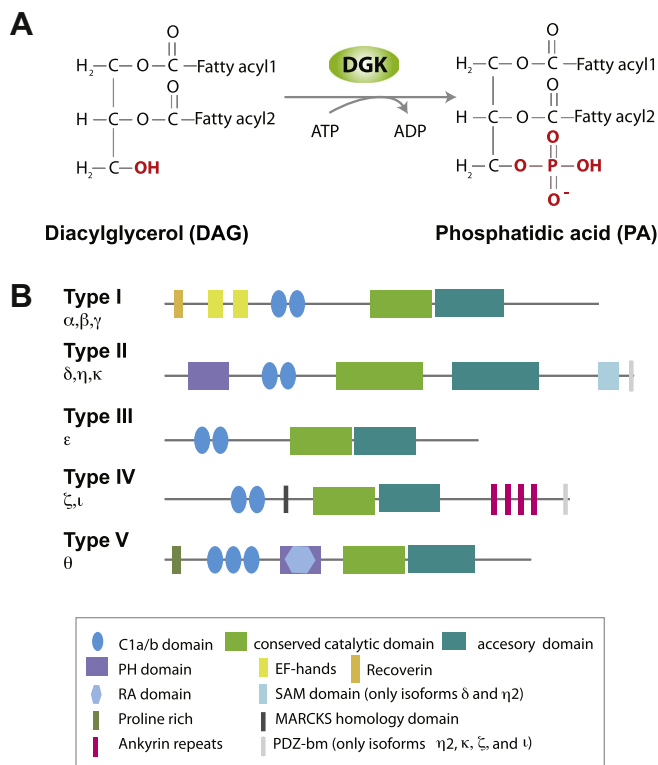 A
O
H2–C–O–C–Fatty acyl1
O
H–C–O–C–Fatty acyl2
H2–C–OH
Diacylglycerol (DAG)
DGK
ATP
ADP
O
H2–C–O–C–Fatty acyl1
O
H–C–O–C–Fatty acyl2
O
H2–C–O–P–OH
O-
Phosphatidic acid (PA)
B
Type I
α,β,γ
Type II
δ,η,κ
Type III
ε
Type IV
ζ,ι
Type V
θ
C1a/b domain
conserved catalytic domain
accesory domain
PH domain
EF-hands
Recoverin
RA domain
SAM domain (only isoforms δ and η2)
Proline rich
MARCKS homology domain
Ankyrin repeats
PDZ-bm (only isoforms η2, κ, ζ, and ι)